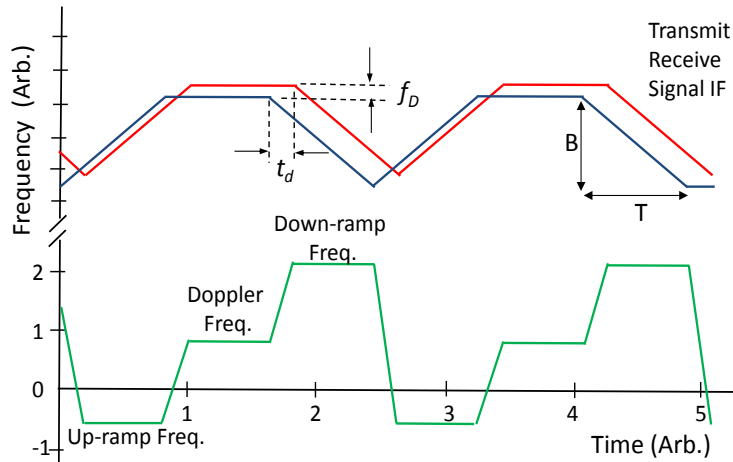 Transmit
Receive
Signal IF
Frequency (Arb.)
f_D
t_d
B
T
Down-ramp
Freq.
Doppler
Freq.
2
1
0
-1
1
2
3
4
5
Up-ramp Freq.
Time (Arb.)